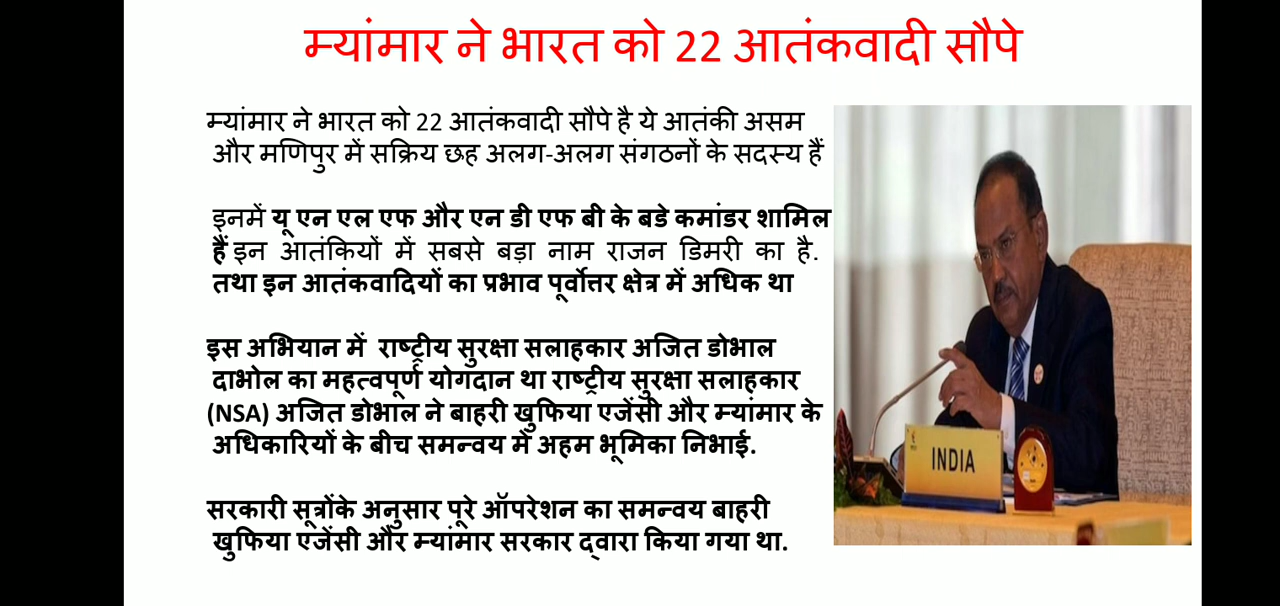 म्यांमार ने भारत को 22 आतंकवादी सौपे
म्यांमार ने भारत को 22 आतंकवादी सौपे है ये आतंकी असम
और मणिपुर में सक्रिय छह अलग-अलग संगठनों के सदस्य हैं
इनमें यू एन एल एफ और एन डी एफ बी के बडे कमांडर शामिल
हैं इन आतंकियों में सबसे बड़ा नाम राजन डिमरी का है.
तथा इन आतंकवादियों का प्रभाव पूर्वोत्तर क्षेत्र में अधिक था
इस अभियान में राष्ट्रीय सुरक्षा सलाहकार अजित डोभाल
दाभोल का महत्वपूर्ण योगदान था राष्ट्रीय सुरक्षा सलाहकार
(NSA) अजित डोभाल ने बाहरी खुफिया एजेंसी और म्यांमार के
अधिकारियों के बीच समन्वय में अहम भूमिका निभाई.
सरकारी सूत्रोंके अनुसार पूरे ऑपरेशन का समन्वय बाहरी
खुफिया एजेंसी और म्यांमार सरकार द्वारा किया गया था.
INDIA